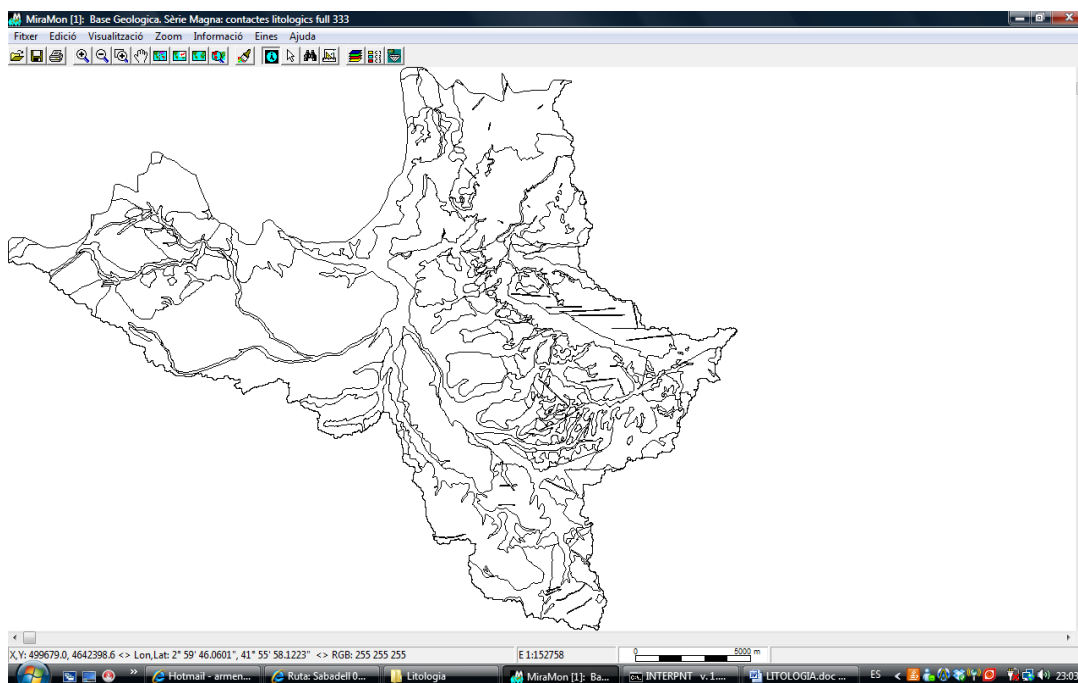 MiraMon [1]: Base Geologica. Sèrie Magna: contactes litologics full 333
Fitxer Edició Visualització Zoom Informació Eines Ajuda
X,Y: 499679.0, 4642398.6 <> Lon,Lat: 2° 59' 46.0601", 41° 55' 58.1223" <> RGB: 255 255 255
E 1:152758
0 5000 m
Hotmail - armen... Ruta: Sabadell 0... Litologia MiraMon [1]: Ba... INTERPNT v. 1.... LITOLOGIA.doc ... ES 23:03